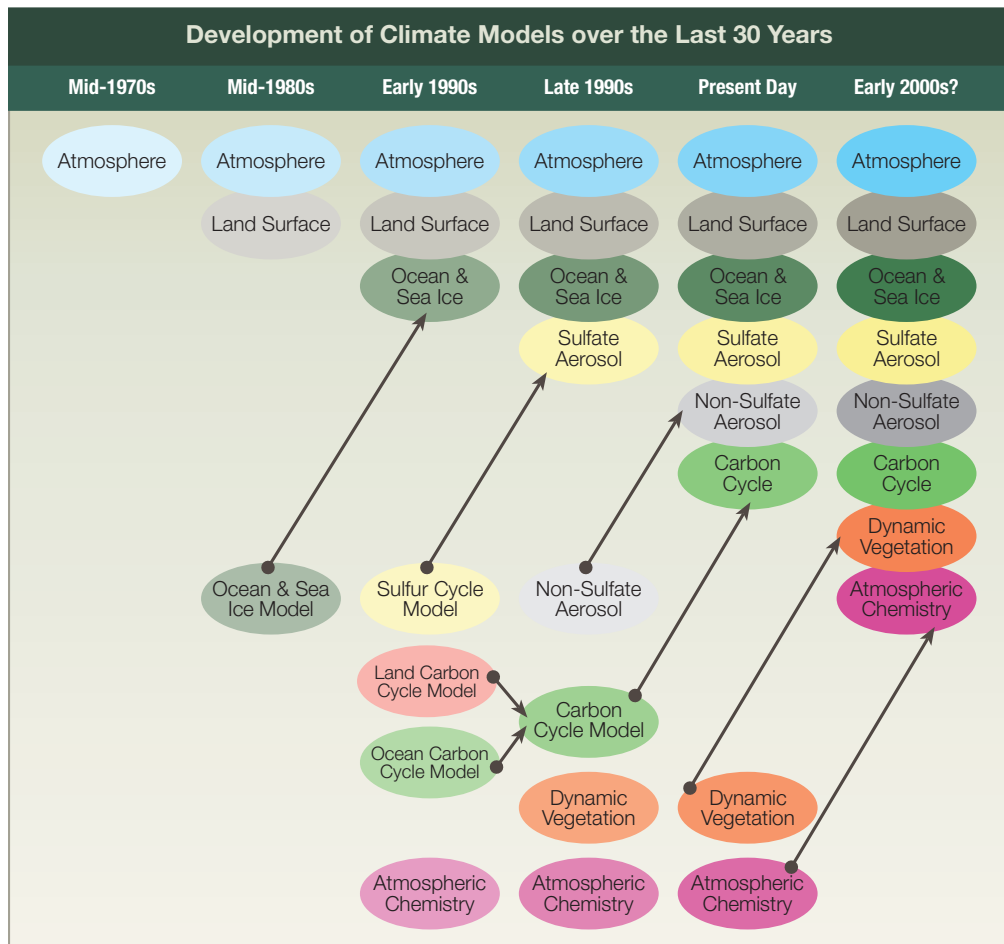 Development of Climate Models over the Last 30 Years
Mid-1970s
Mid-1980s
Early 1990s
Late 1990s
Present Day
Early 2000s?
Atmosphere
Atmosphere
Atmosphere
Atmosphere
Atmosphere
Atmosphere
Land Surface
Land Surface
Land Surface
Land Surface
Land Surface
Ocean &
Sea Ice
Ocean &
Sea Ice
Ocean &
Sea Ice
Ocean &
Sea Ice
Sulfate
Aerosol
Sulfate
Aerosol
Sulfate
Aerosol
Non-Sulfate
Aerosol
Non-Sulfate
Aerosol
Carbon
Cycle
Carbon
Cycle
Dynamic
Vegetation
Ocean & Sea
Ice Model
Sulfur Cycle
Model
Non-Sulfate
Aerosol
Atmospheric
Chemistry
Land Carbon
Cycle Model
Carbon
Cycle Model
Ocean Carbon
Cycle Model
Dynamic
Vegetation
Dynamic
Vegetation
Atmospheric
Chemistry
Atmospheric
Chemistry
Atmospheric
Chemistry